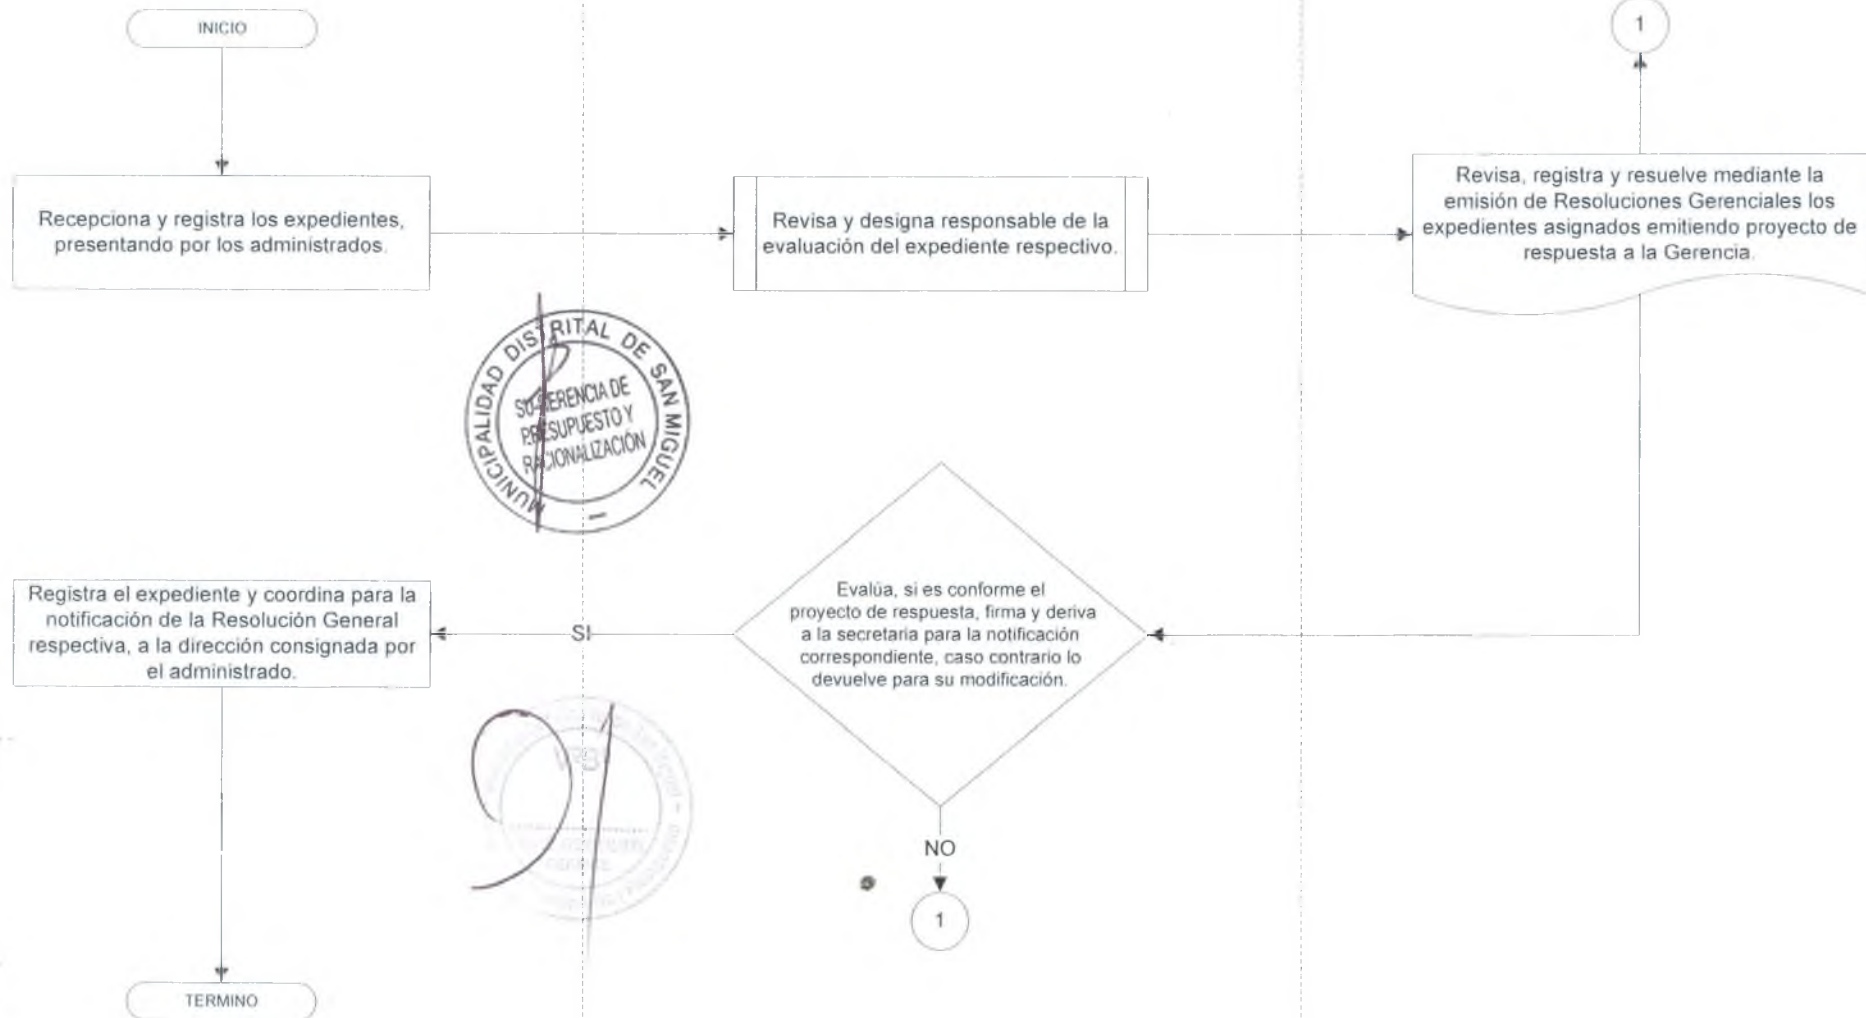 INICIO
1
Recepciona y registra los expedientes,
presentando por los administrados.
Revisa y designa responsable de la
evaluación del expediente respectivo.
Revisa, registra y resuelve mediante la
emisión de Resoluciones Gerenciales los
expedientes asignados emitiendo proyecto de
respuesta a la Gerencia.
MUNICIPALIDAD DISTRITAL DE SAN MIGUEL
GERENCIA DE
PRESUPUESTO Y
RACIONALIZACIÓN
Registra el expediente y coordina para la
notificación de la Resolución General
respectiva, a la dirección consignada por
el administrado.
SI
Evalúa, si es conforme el
proyecto de respuesta, firma y deriva
a la secretaria para la notificación
correspondiente, caso contrario lo
devuelve para su modificación.
NO
1
TERMINO